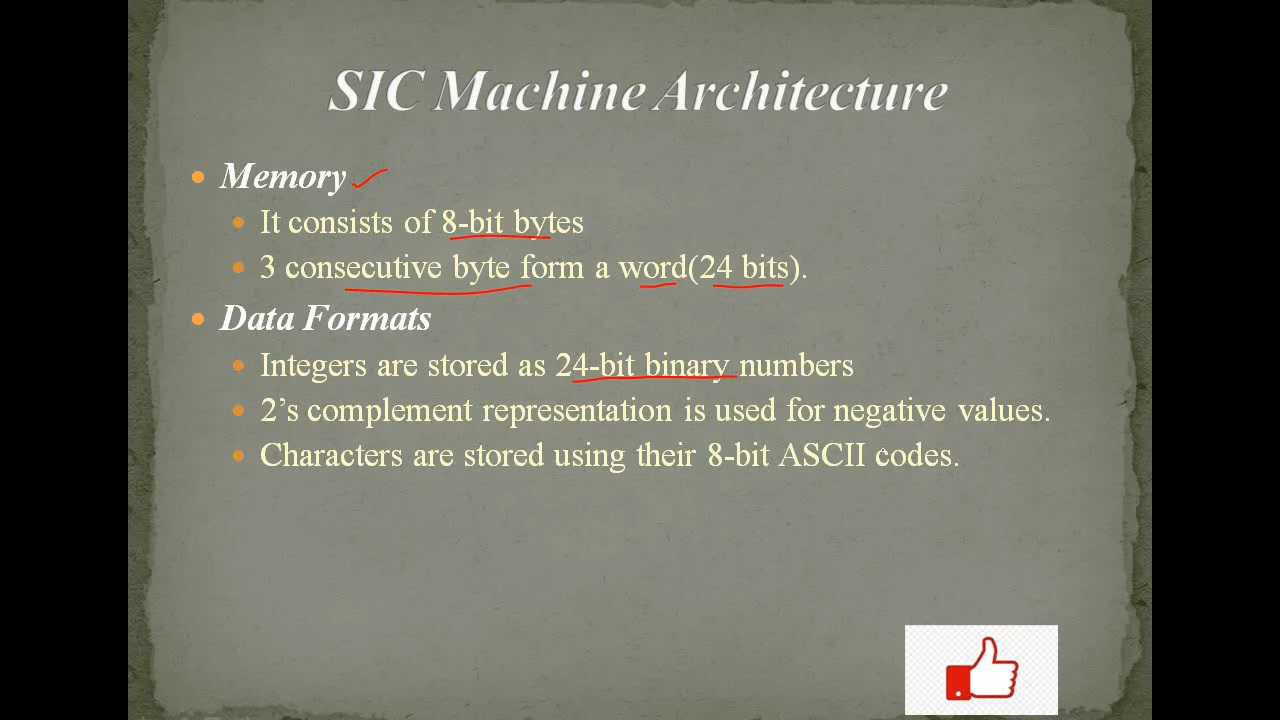 SIC Machine Architecture
Memory
It consists of 8-bit bytes
3 consecutive byte form a word(24 bits).
Data Formats
Integers are stored as 24-bit binary numbers
2’s complement representation is used for negative values.
Characters are stored using their 8-bit ASCII codes.